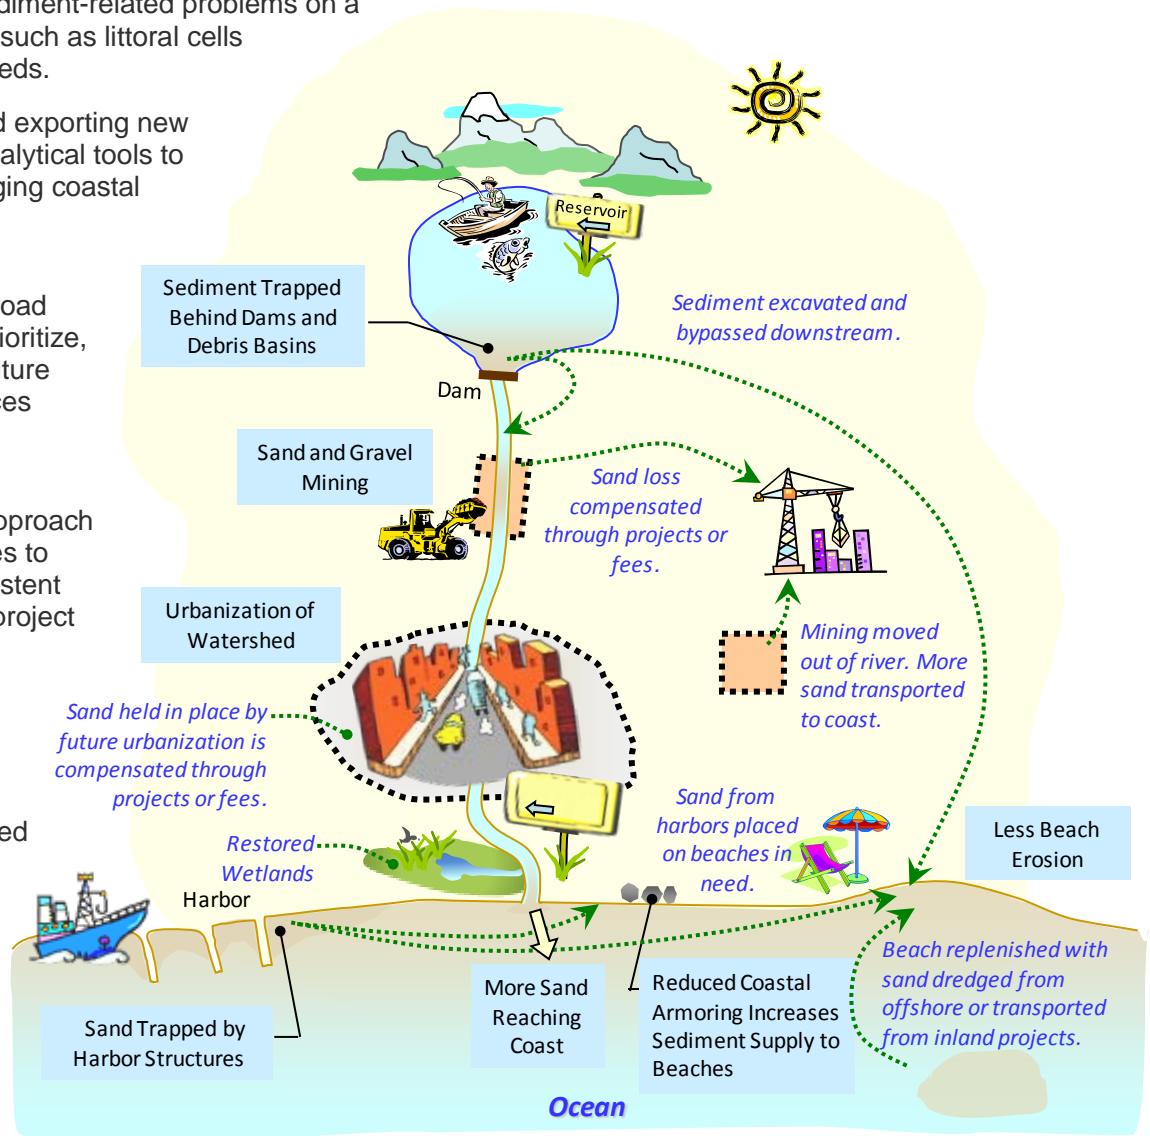 diment-related problems on a
such as littoral cells
eds.
d exporting new
alytical tools to
ging coastal
oad
ioritize,
ture
ces
pproach
es to
stent
project
ed
Reservoir
Sediment Trapped
Behind Dams and
Debris Basins
Sediment excavated and
bypassed downstream.
Dam
Sand and Gravel
Mining
Sand loss
compensated
through projects or
fees.
Urbanization of
Watershed
Mining moved
out of river. More
sand transported
to coast.
Sand held in place by
future urbanization is
compensated through
projects or fees.
Sand from
harbors placed
on beaches in
need.
Less Beach
Erosion
Restored
Wetlands
Harbor
Beach replenished with
sand dredged from
offshore or transported
from inland projects.
More Sand
Reaching
Coast
Reduced Coastal
Armoring Increases
Sediment Supply to
Beaches
Sand Trapped by
Harbor Structures
Ocean